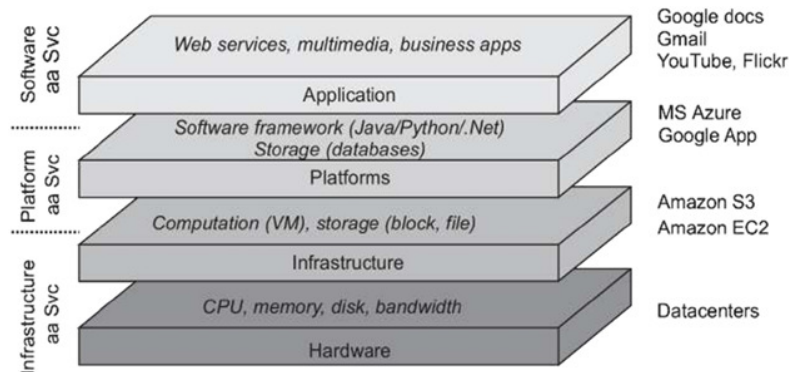 Software
aa Svc
Web services, multimedia, business apps
Application
Google docs
Gmail
YouTube, Flickr
Platform
aa Svc
Software framework (Java/Python/.Net)
Storage (databases)
Platforms
MS Azure
Google App
Infrastructure
aa Svc
Computation (VM), storage (block, file)
Infrastructure
Amazon S3
Amazon EC2
CPU, memory, disk, bandwidth
Hardware
Datacenters